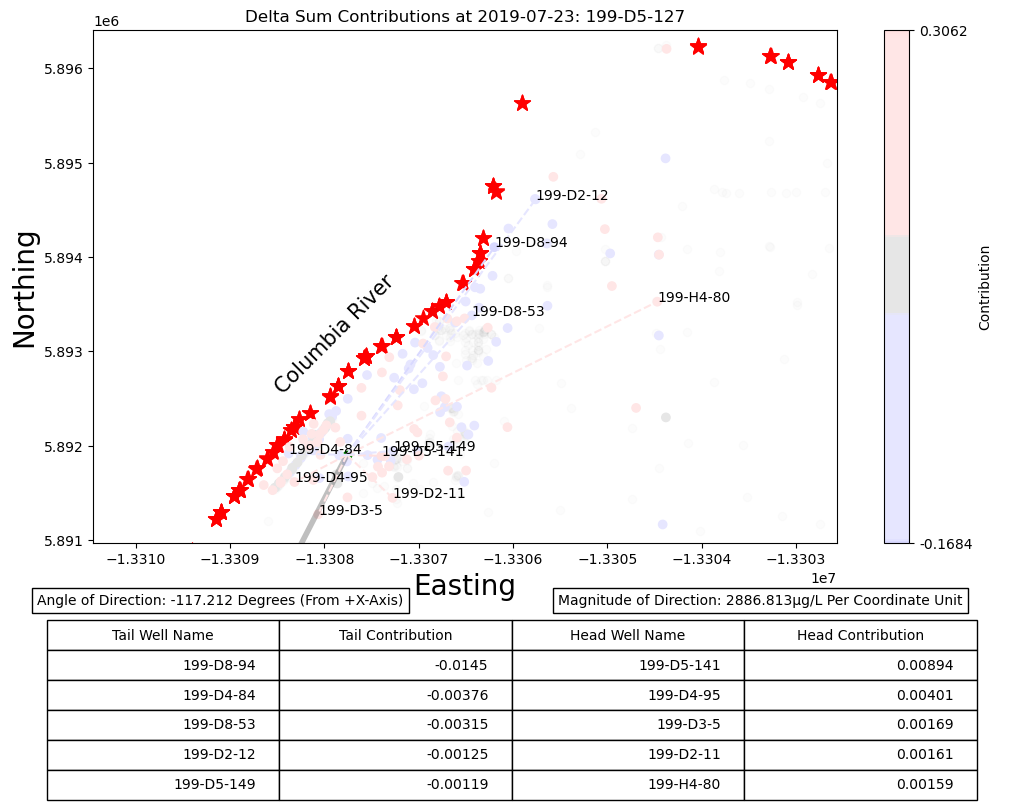 Delta Sum Contributions at 2019-07-23: 199-D5-127
1e6
0.3062
5.896
5.895
5.894
5.893
5.892
5.891
Northing
199-D2-12
199-D8-94
199-H4-80
199-D8-53
Columbia River
199-D5-149
199-D4-84
199-D5-141
199-D4-95
199-D2-11
199-D3-5
Contribution
-0.1684
−1.3310 −1.3309 −1.3308 −1.3307 −1.3306 −1.3305 −1.3304 −1.3303
1e7
Easting
Angle of Direction: -117.212 Degrees (From +X-Axis) Magnitude of Direction: 2886.813μg/L Per Coordinate Unit
Tail Well Name Tail Contribution Head Well Name Head Contribution
199-D8-94 -0.0145 199-D5-141 0.00894
199-D4-84 -0.00376 199-D4-95 0.00401
199-D8-53 -0.00315 199-D3-5 0.00169
199-D2-12 -0.00125 199-D2-11 0.00161
199-D5-149 -0.00119 199-H4-80 0.00159